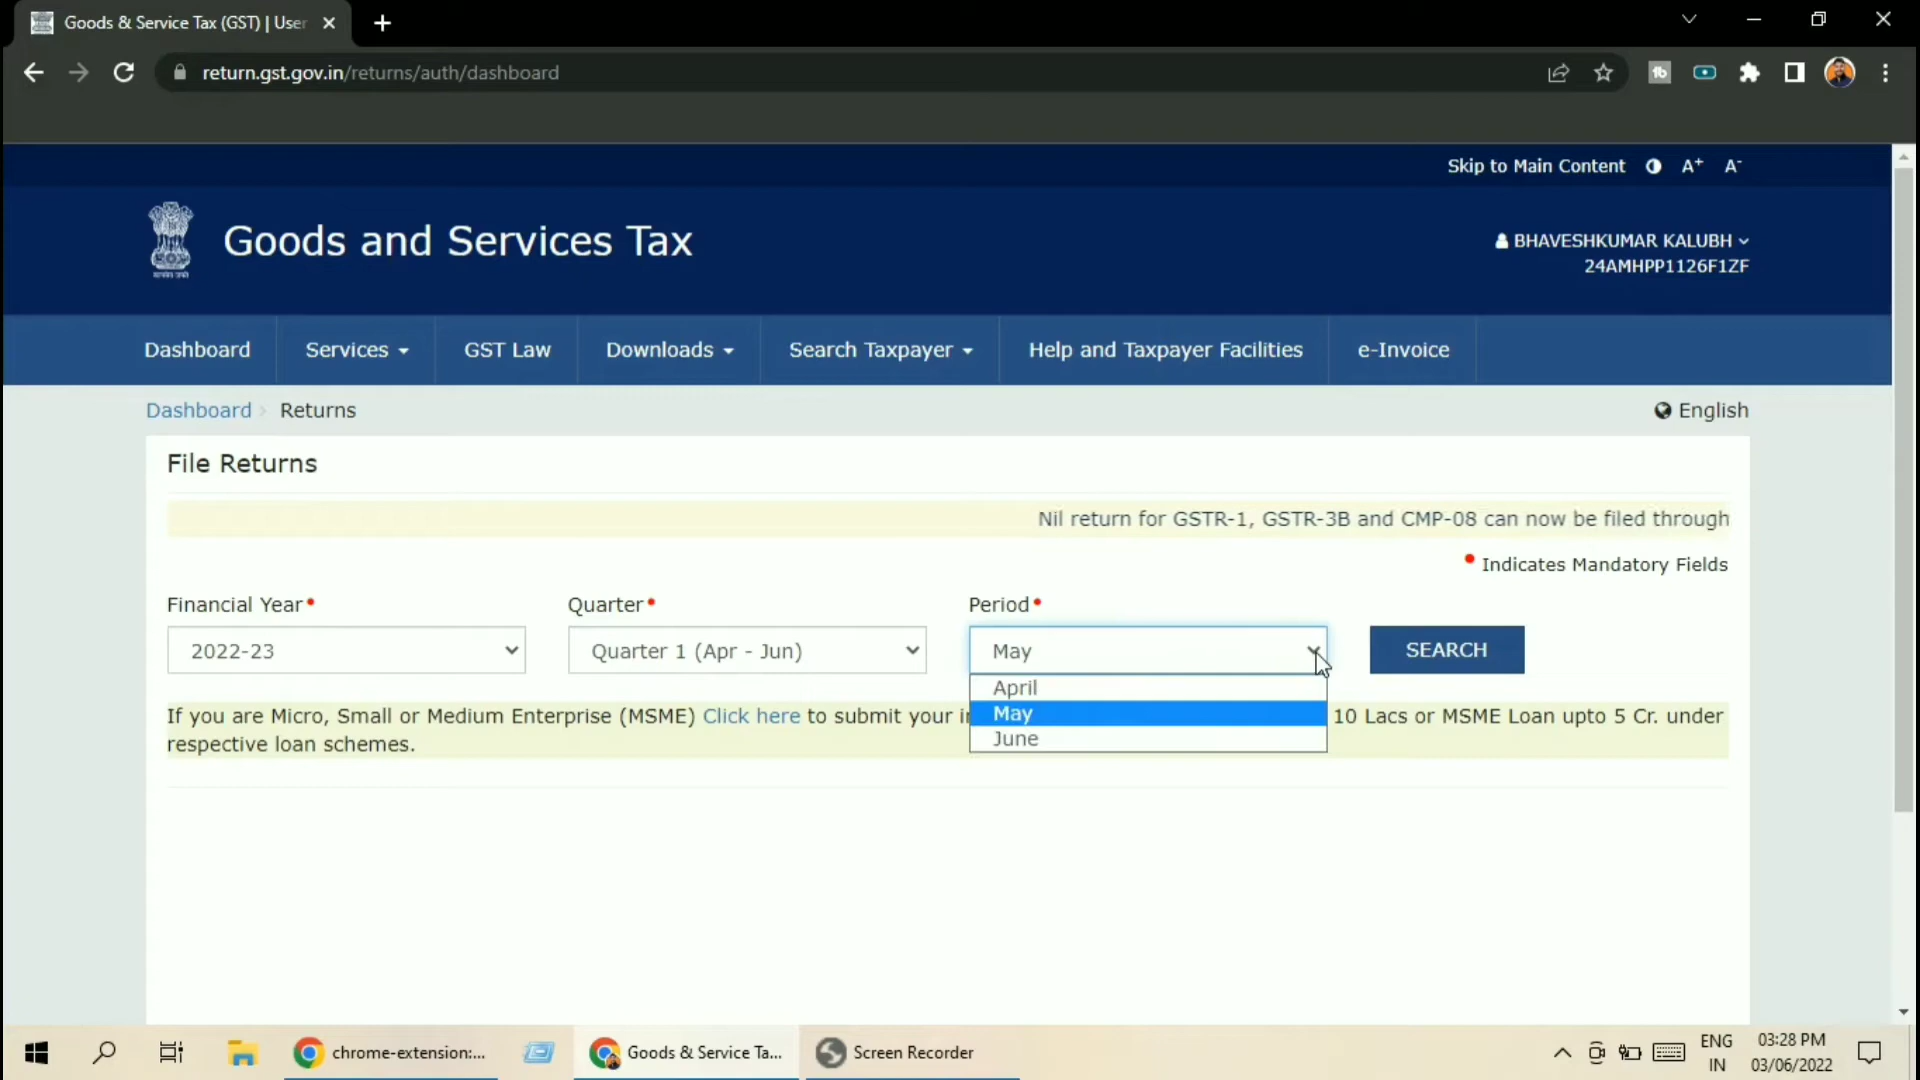 Goods & Service Tax (GST) | User
return.gst.gov.in/returns/auth/dashboard
Skip to Main Content A+ A-
Goods and Services Tax
BHAVESHKUMAR KALUBH
24AMHPP1126F1ZF
Dashboard Services GST Law Downloads Search Taxpayer Help and Taxpayer Facilities e-Invoice
Dashboard Returns
English
File Returns
Nil return for GSTR-1, GSTR-3B and CMP-08 can now be filed through
• Indicates Mandatory Fields
Financial Year• Quarter• Period•
2022-23 Quarter 1 (Apr - Jun) May SEARCH
April
May
June
If you are Micro, Small or Medium Enterprise (MSME) Click here to submit your 10 Lacs or MSME Loan upto 5 Cr. under
respective loan schemes.
chrome-extension:... Goods & Service Ta... Screen Recorder
ENG
IN
03:28 PM
03/06/2022